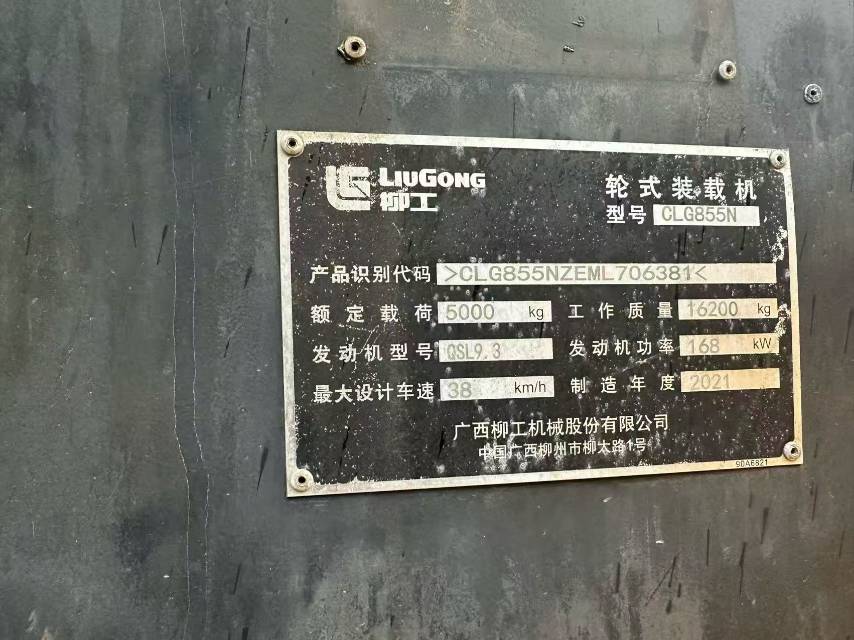 LIUGONG
柳工
轮式装载机
型号 CLG855N
产品识别代码 >CLG855NZEML706381<
额定载荷 5000 kg 工作质量 16200 kg
发动机型号 QSL9.3 发动机功率 168 kW
最大设计车速 38 km/h 制造年度 2021
广西柳工机械股份有限公司
中国广西柳州市柳太路1号
90A6821